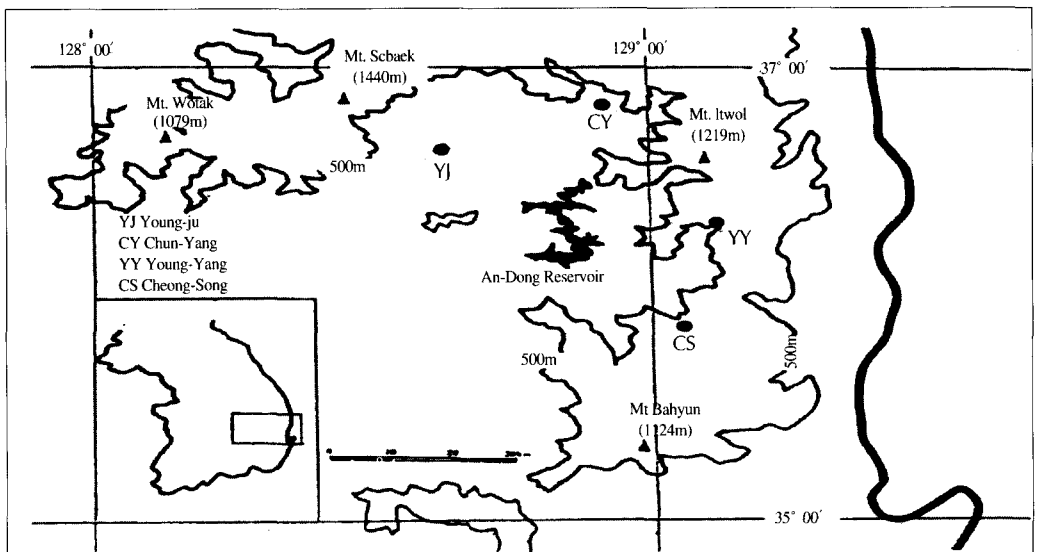 128° 00′
129° 00′
37° 00′
Mt. Scbaek
(1440m)
Mt. Wolak
(1079m)
CY
Mt. Itwol
(1219m)
YJ
500m
YJ Young-ju
CY Chun-Yang
YY Young-Yang
CS Cheong-Song
YY
An-Dong Reservoir
CS
500m
500m
Mt Bahyun
(1124m)
10
35° 00′